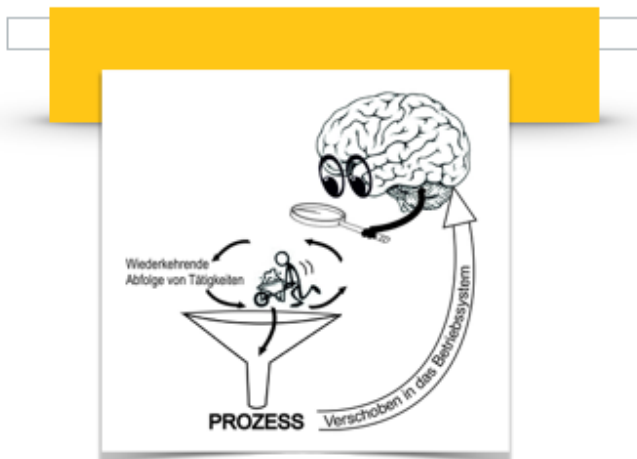 Wiederkehrende
Abfolge von Tätigkeiten
PROZESS
Verschoben in das Betriebssystem